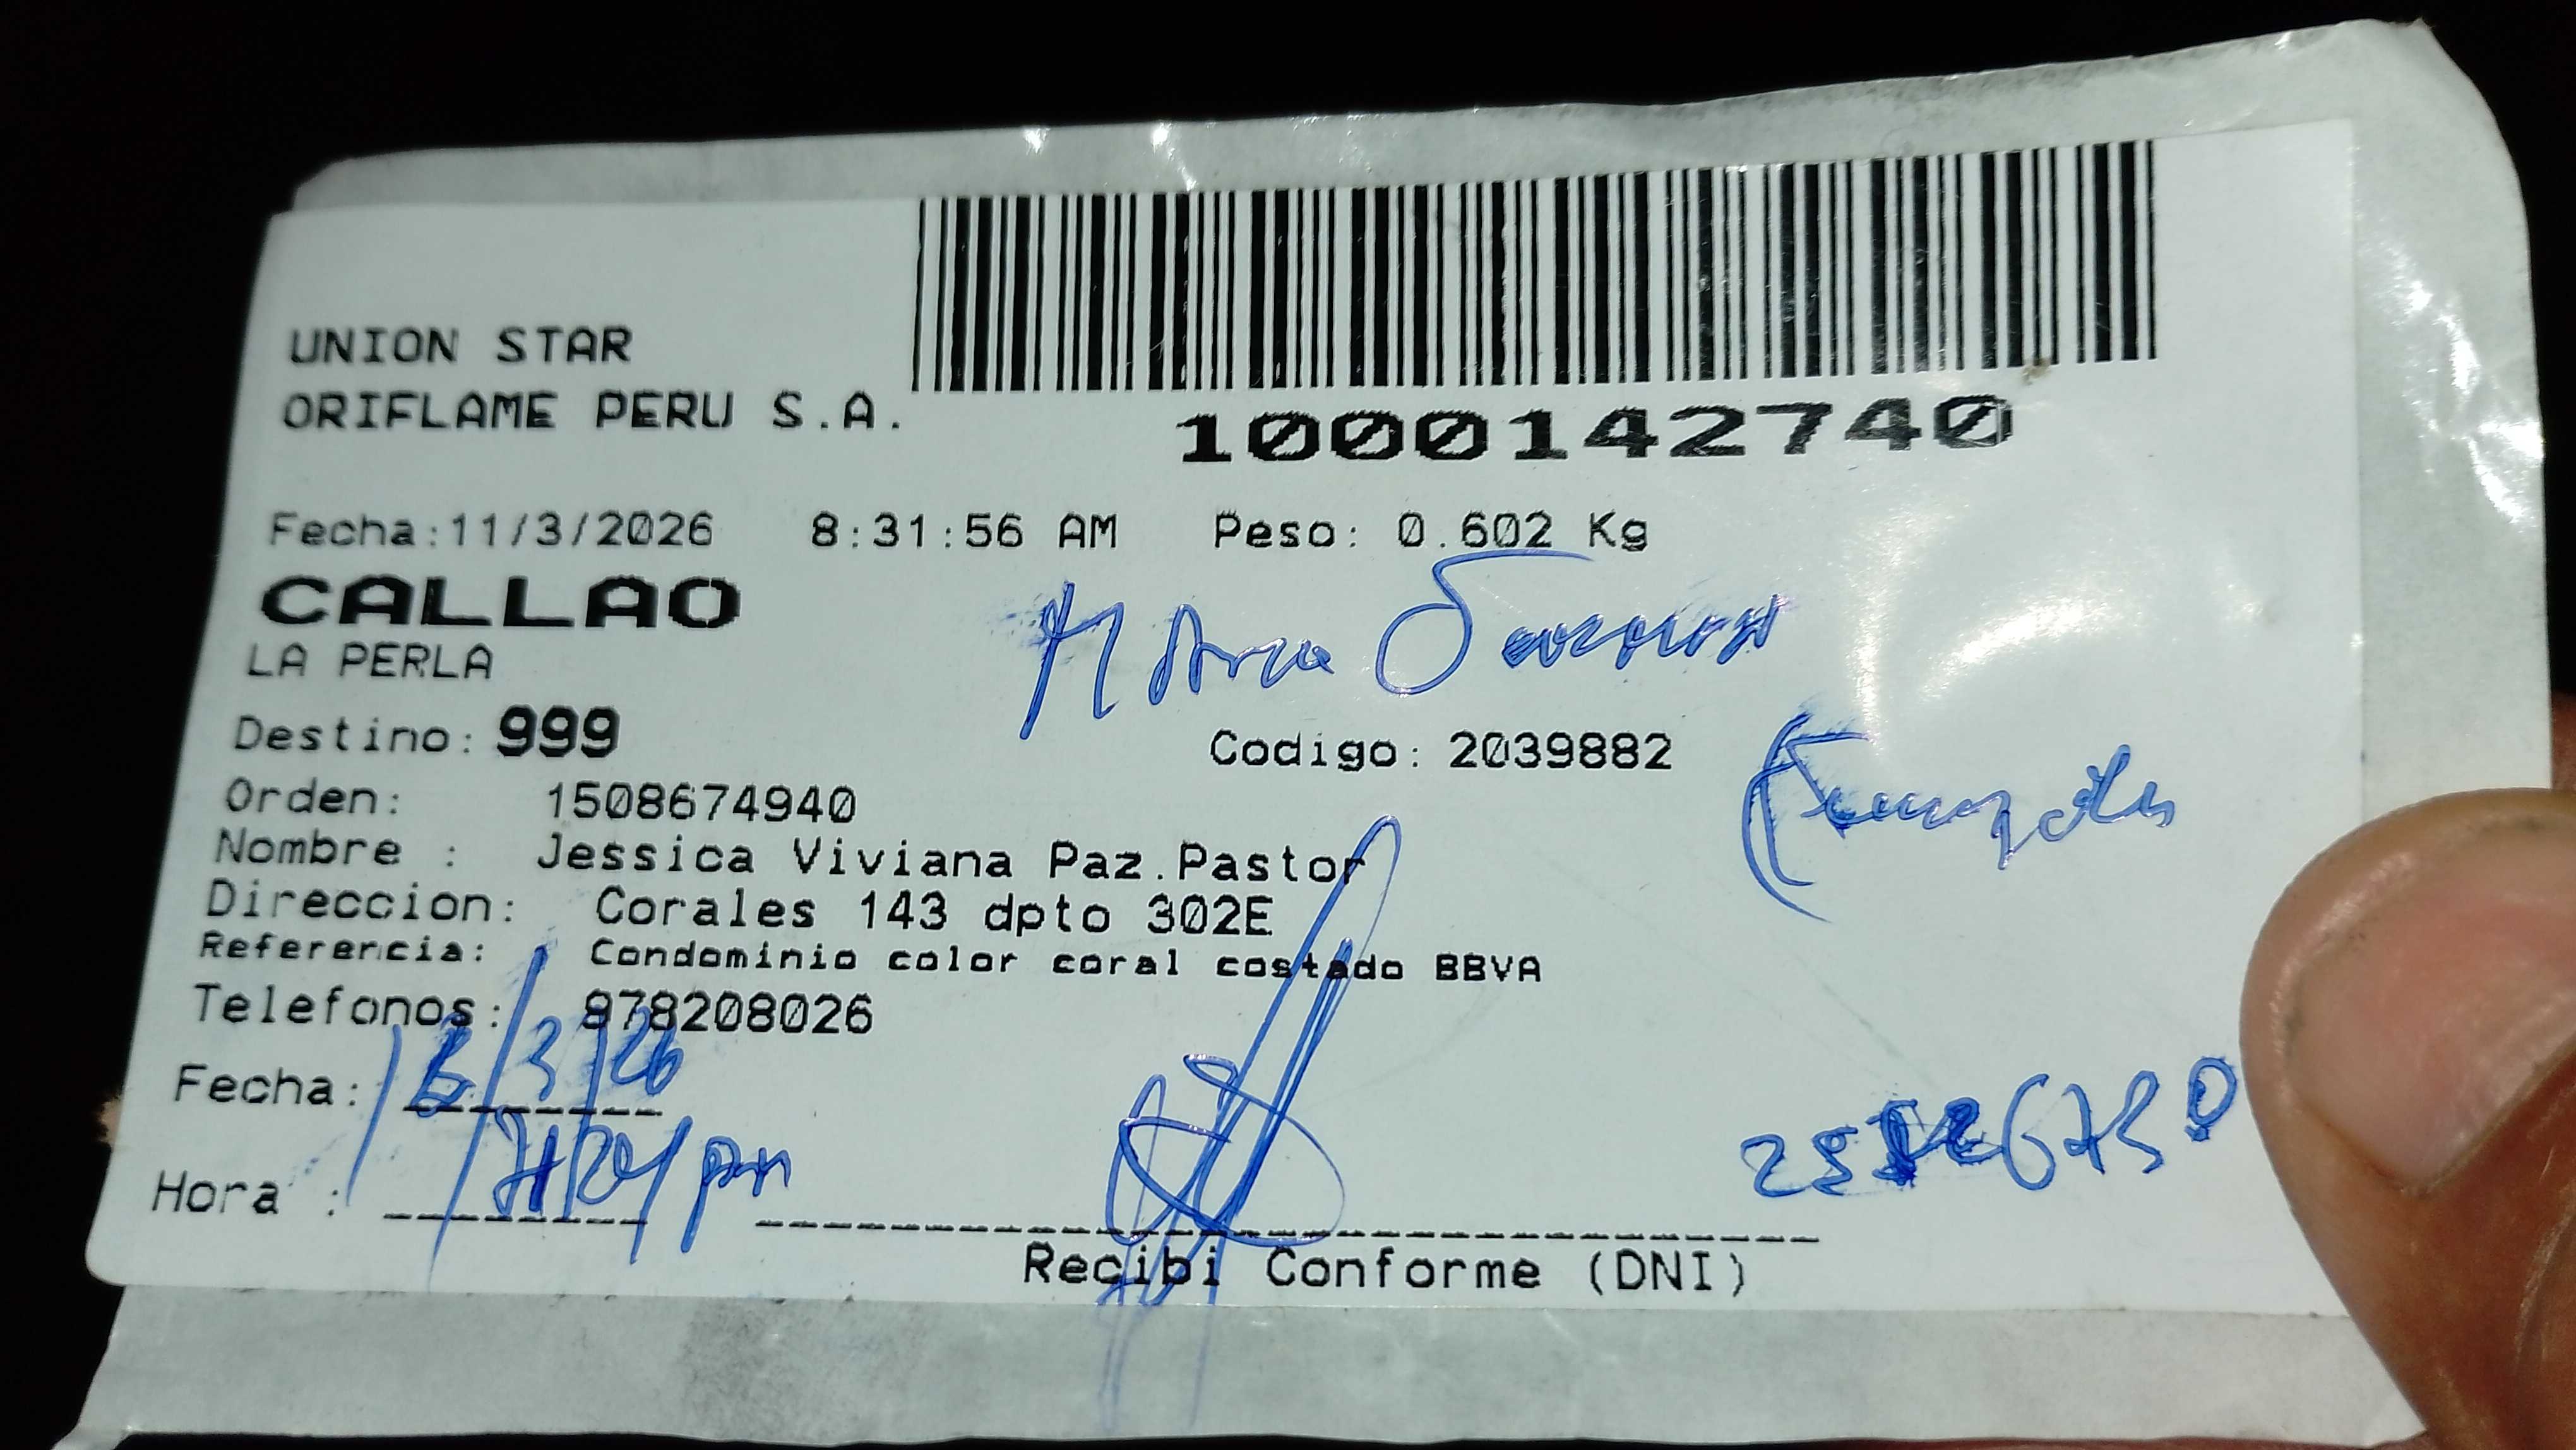 UNION STAR
ORIFLAME PERU S.A.
1000142740
Fecha:11/3/2026 8:31:56 AM Peso: 0.602 Kg
CALLAO
LA PERLA
Destino: 999 Codigo: 2039882
Orden: 1508674940
Nombre : Jessica Viviana Paz.Pastor
Direccion: Corales 143 dpto 302E
Referencia: Condominio color coral costado BBVA
Telefonos: 978208026
Fecha:
Hora : pm
Recibi Conforme (DNI)